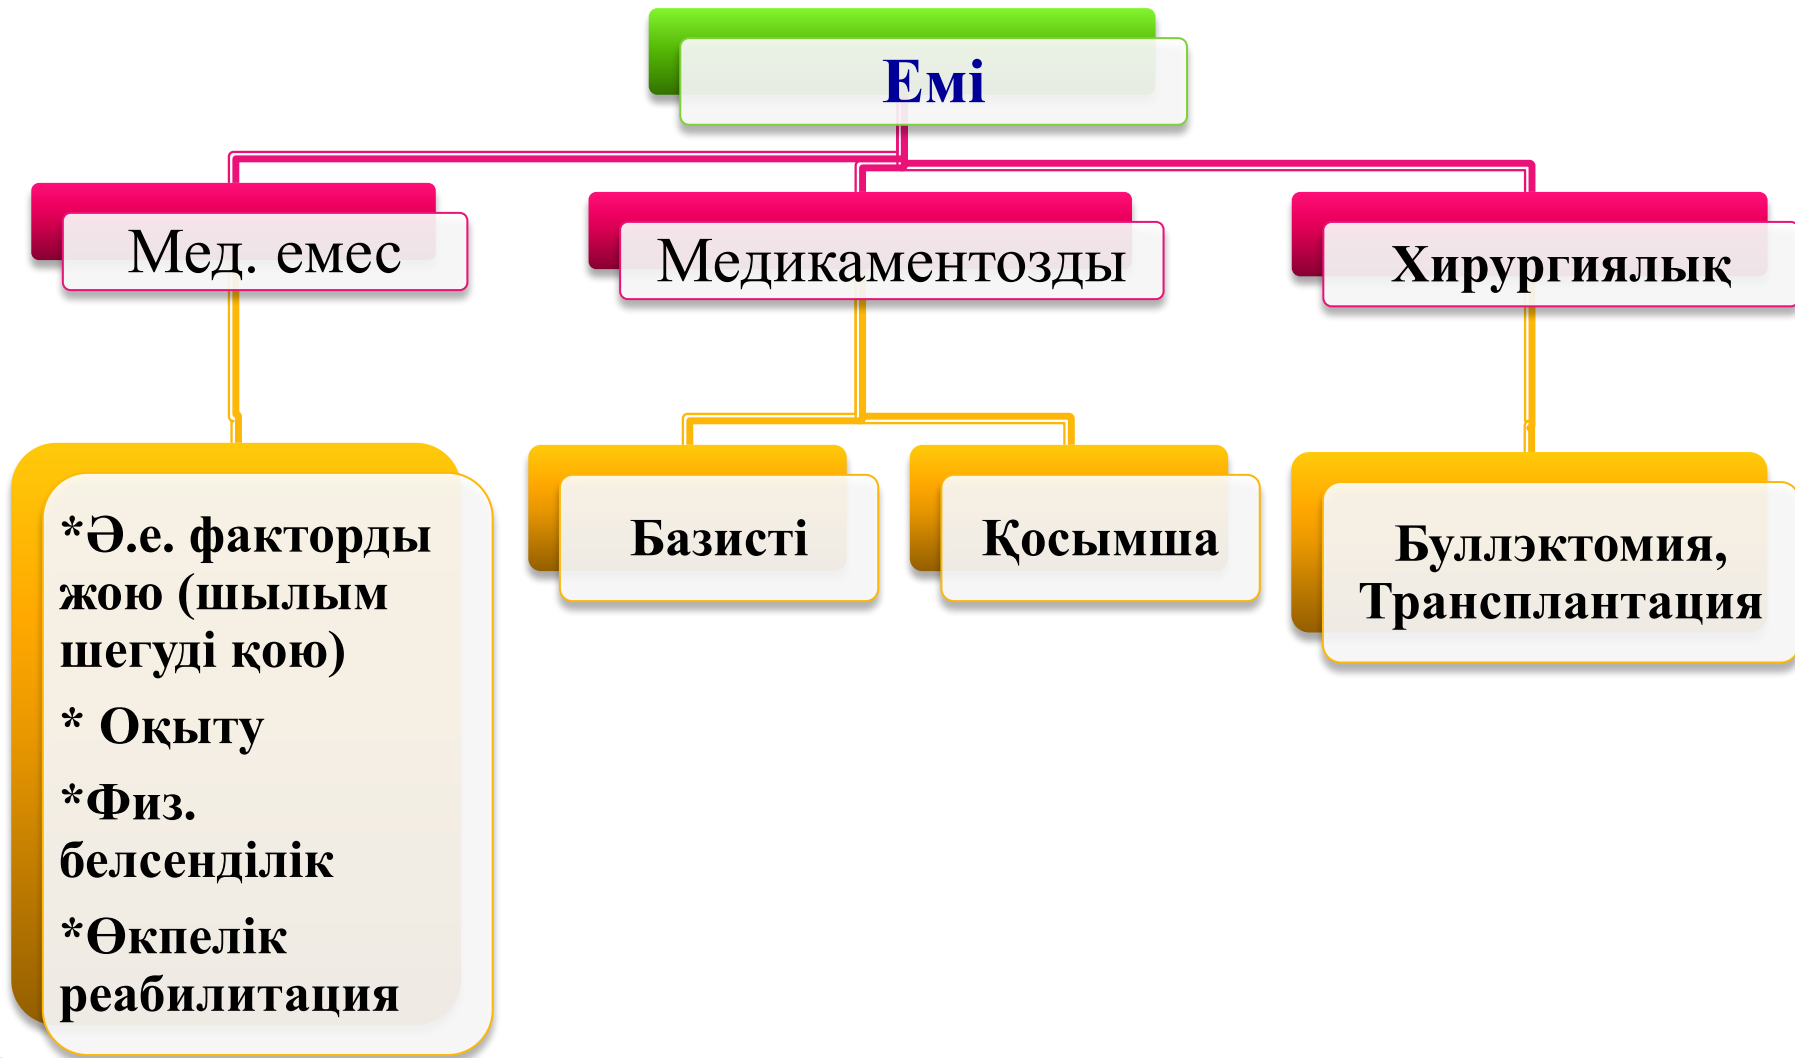 Емі
Мед. емес
Медикаментозды
Хирургиялық
*Ә.е. факторды
жою (шылым
шегуді қою)
* Оқыту
*Физ.
белсенділік
*Өкпелік
реабилитация
Базисті
Қосымша
Буллэктомия,
Трансплантация